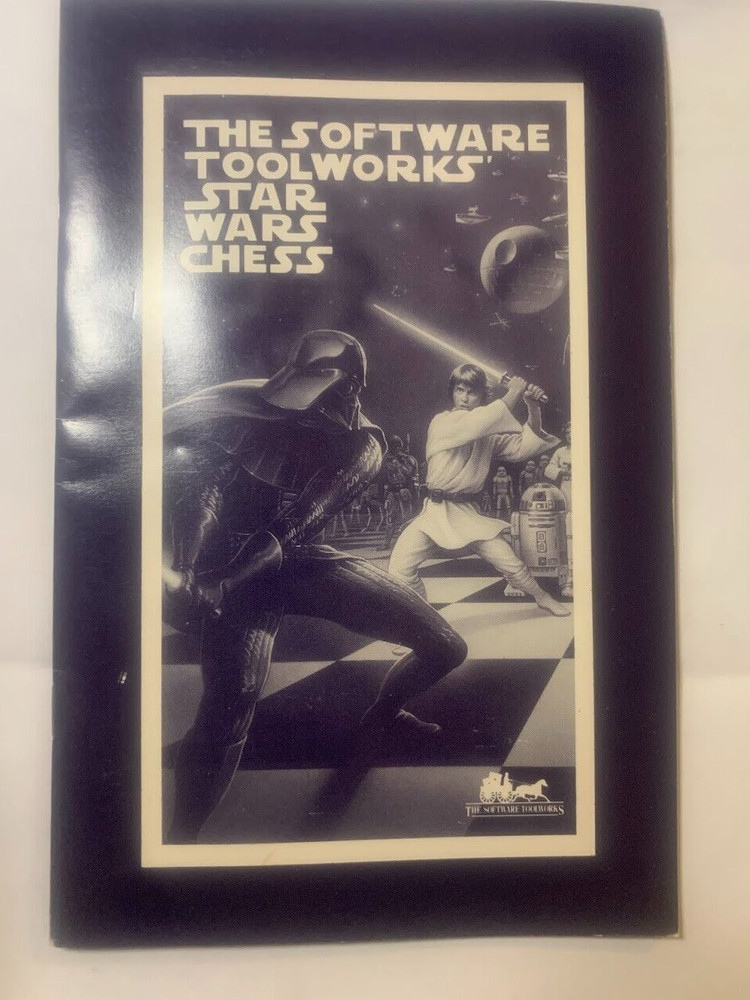 THE SOFTWARE
TOOLWORKS'
STAR
WARS
CHESS
THE SOFTWARE TOOLWORKS